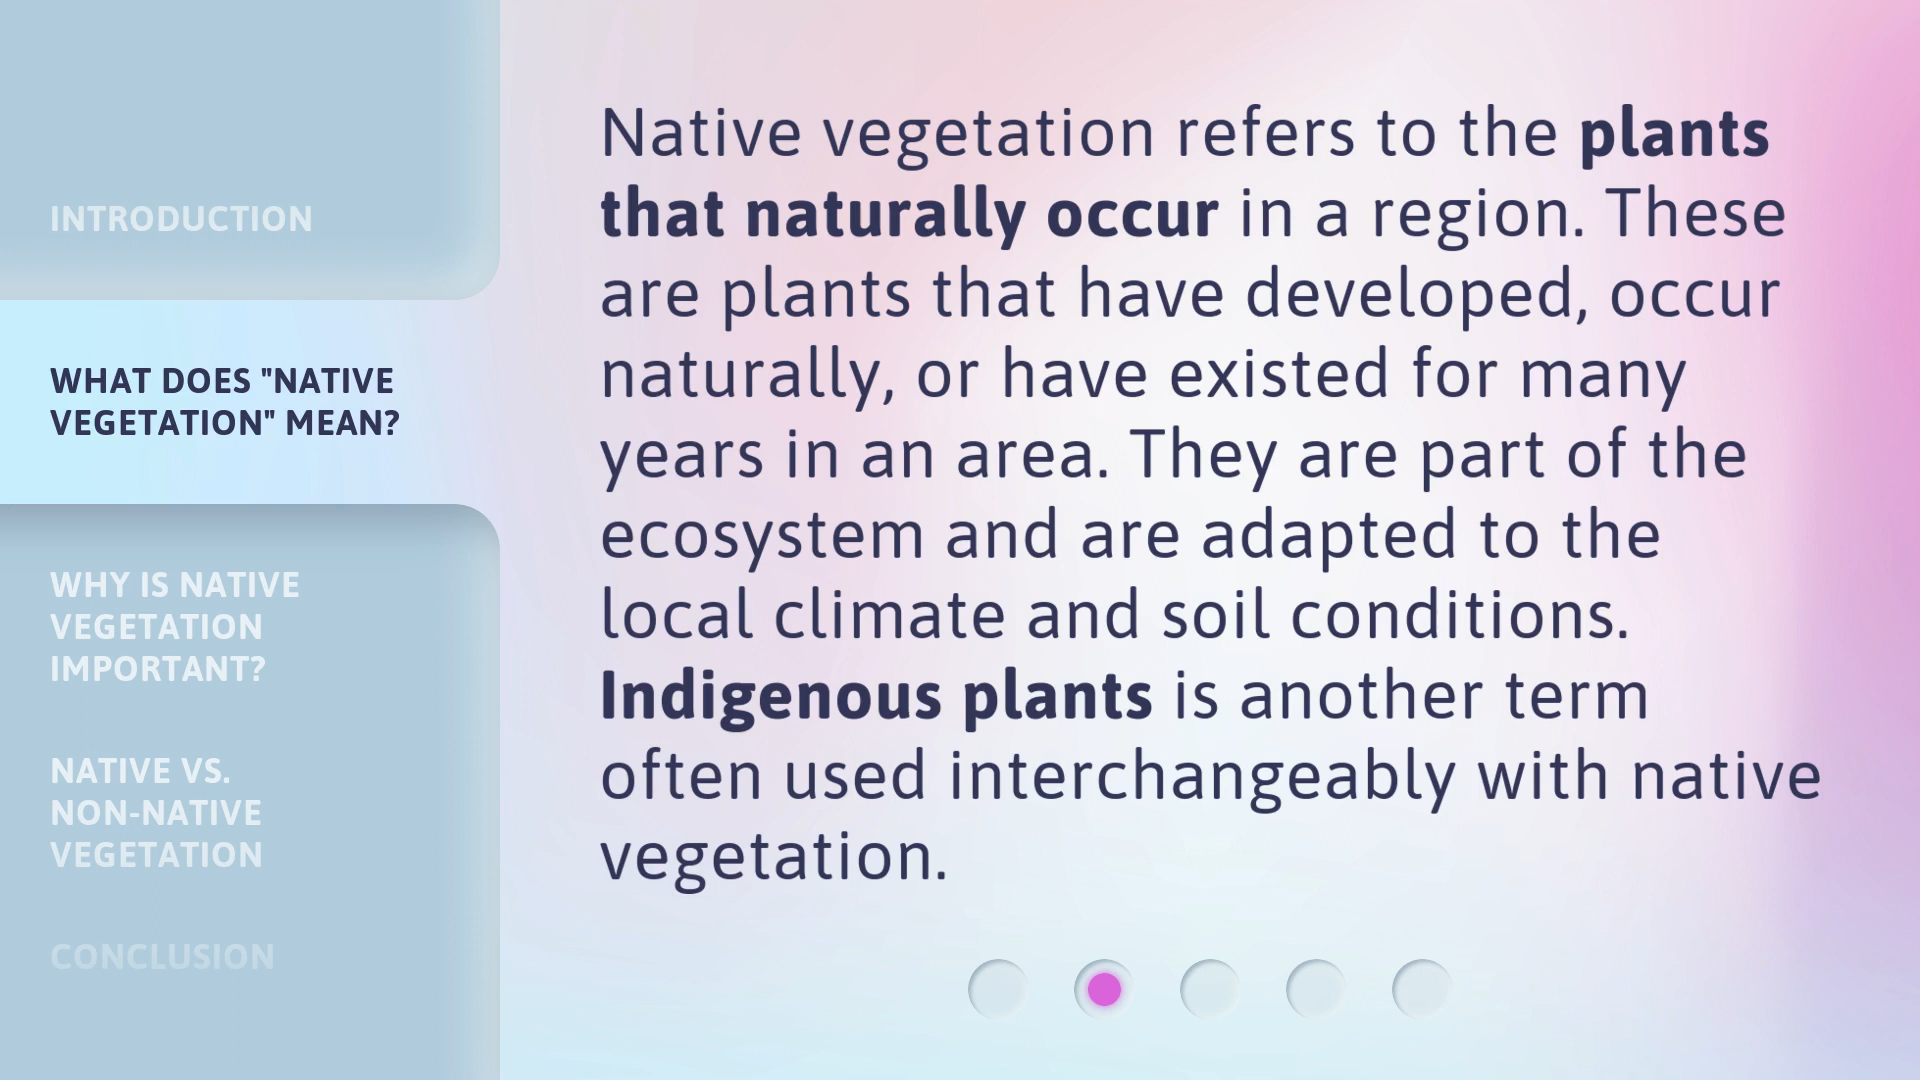 INTRODUCTION
WHAT DOES "NATIVE
VEGETATION" MEAN?
WHY IS NATIVE
VEGETATION
IMPORTANT?
NATIVE VS.
NON-NATIVE
VEGETATION
CONCLUSION
Native vegetation refers to the plants
that naturally occur in a region. These
are plants that have developed, occur
naturally, or have existed for many
years in an area. They are part of the
ecosystem and are adapted to the
local climate and soil conditions.
Indigenous plants is another term
often used interchangeably with native
vegetation.